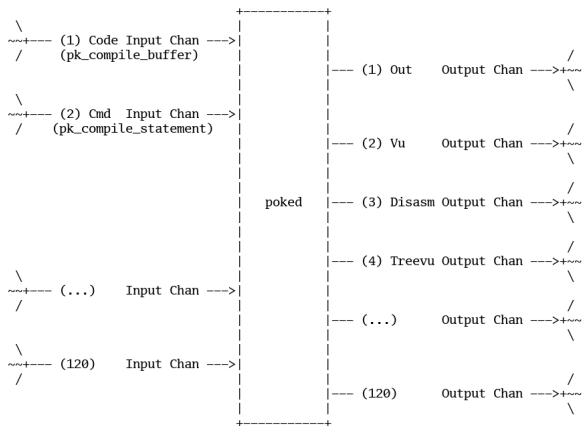 (1) Code Input Chan
(pk_compile_buffer)
(1) Out Output Chan
(2) Cmd Input Chan
(pk_compile_statement)
(2) Vu Output Chan
poked
(3) Disasm Output Chan
(4) Treevu Output Chan
(...) Input Chan
(...) Output Chan
(120) Input Chan
(120) Output Chan